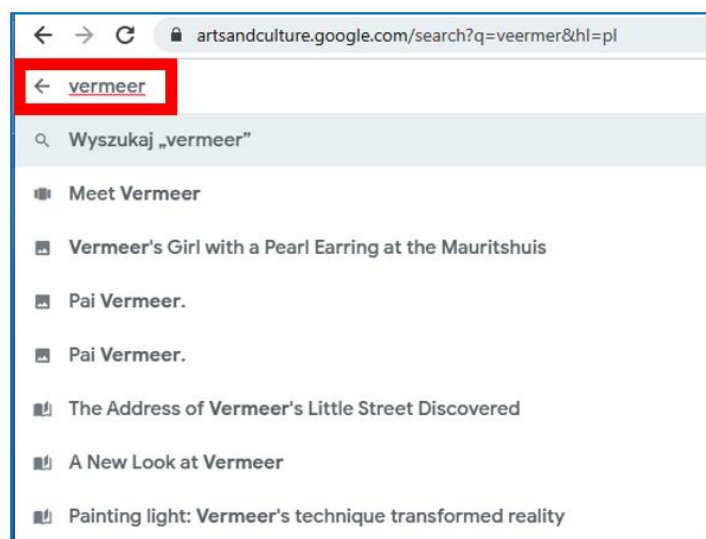 artsandculture.google.com/search?q=veermer&hl=pl
vermeer
Wyszukaj „vermeer”
Meet Vermeer
Vermeer's Girl with a Pearl Earring at the Mauritshuis
Pai Vermeer.
Pai Vermeer.
The Address of Vermeer's Little Street Discovered
A New Look at Vermeer
Painting light: Vermeer's technique transformed reality